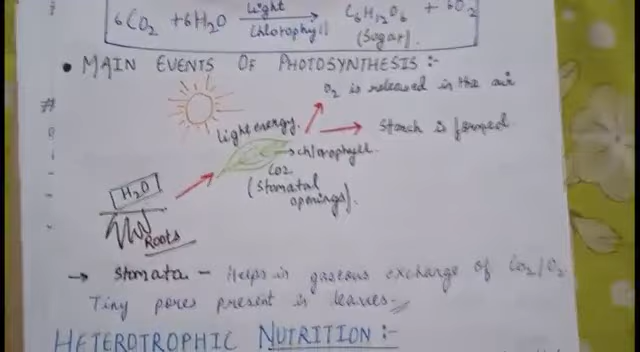 6CO2 + 6H2O Light Chlorophyll C6H12O6 + 6O2
(Sugar)
• MAIN EVENTS OF PHOTOSYNTHESIS :-
O2 is released in the air
Light energy.
Starch is formed
chlorophyll.
CO2
(Stomatal
openings).
H2O
Roots
→ Stomata - Helps in gaseous exchange of CO2/O2
Tiny pores present in leaves.
HETEROTROPHIC NUTRITION :-